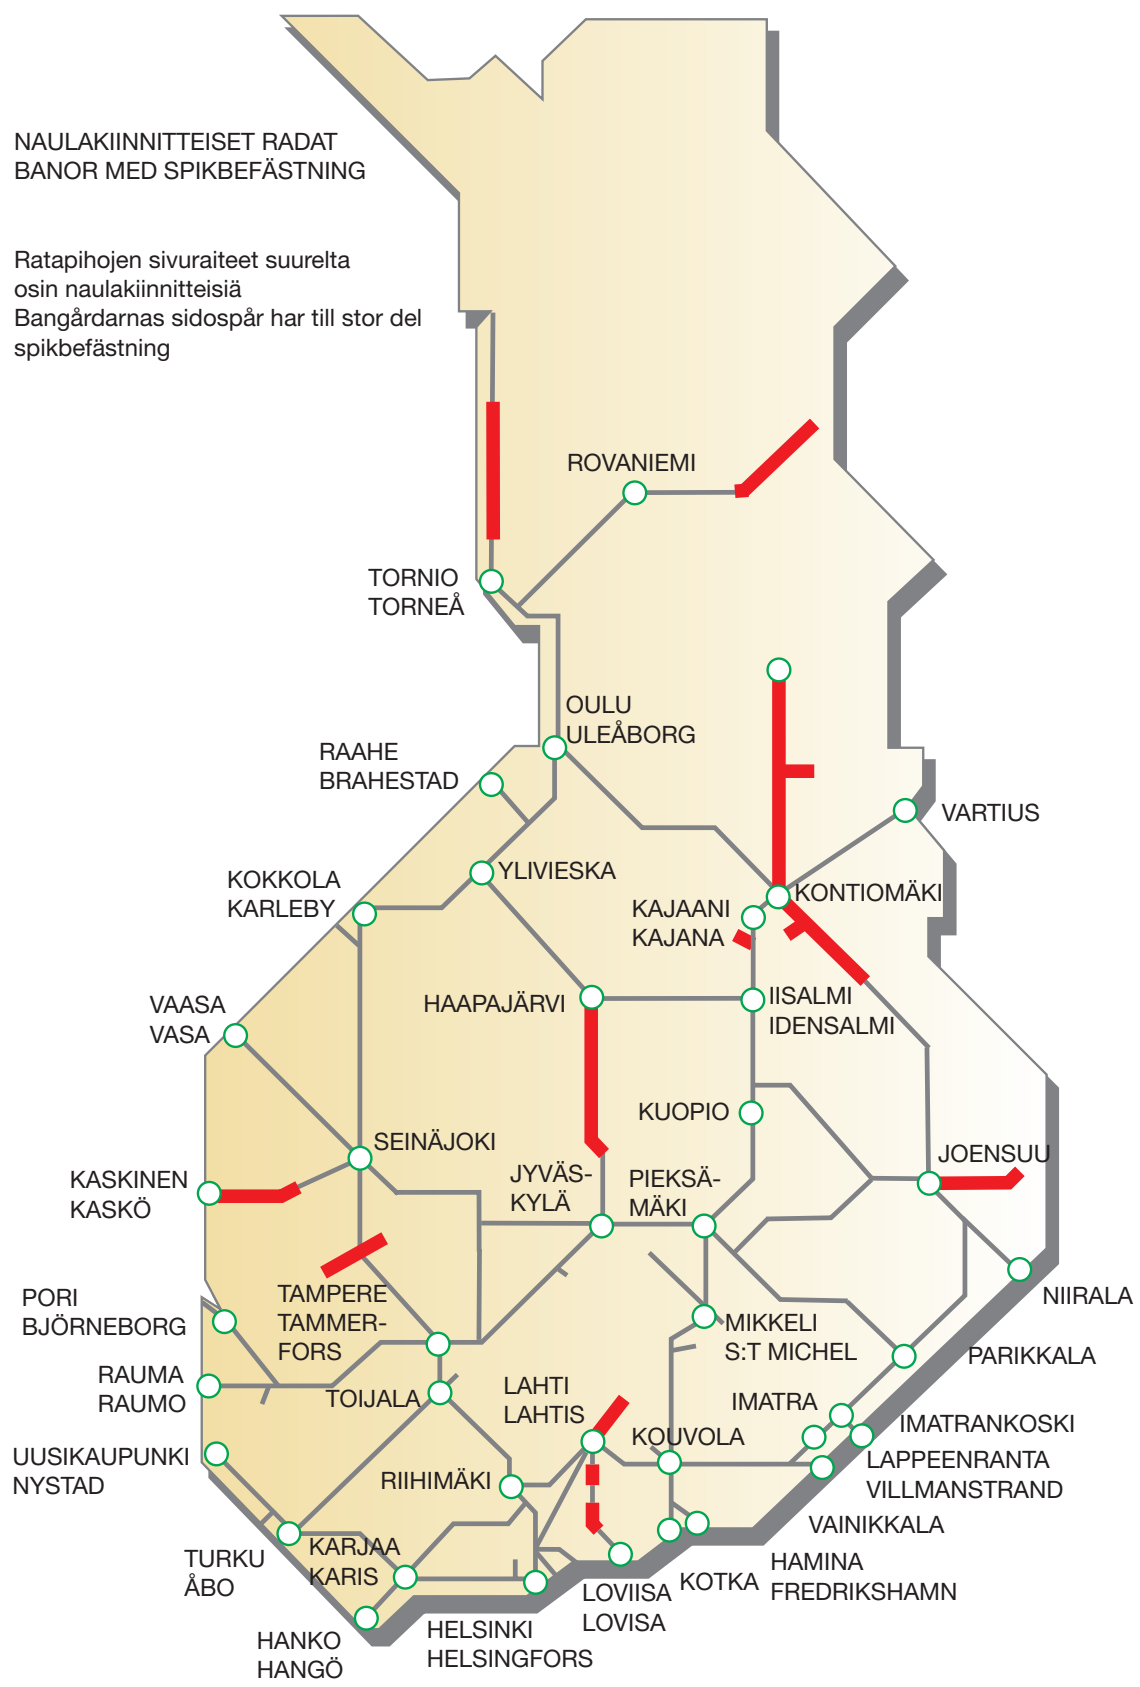 NAULAKIINNITTEISET RADAT
BANOR MED SPIKBEFÄSTNING
Ratapihojen sivuraiteet suurelta
osin naulakiinnitteisiä
Bangårdarnas sidospår har till stor del
spikbefästning
ROVANIEMI
TORNIO
TORNEÅ
OULU
ULEÅBORG
RAAHE
BRAHESTAD
VARTIUS
YLIVIESKA
KOKKOLA
KARLEBY
KONTIOMÄKI
KAJAANI
KAJANA
HAAPAJÄRVI
IISALMI
IDENSALMI
VAASA
VASA
KUOPIO
SEINÄJOKI
JOENSUU
KASKINEN
KASKÖ
JYVÄS-
KYLÄ
PIEKSÄ-
MÄKI
PORI
BJÖRNEBORG
TAMPERE
TAMMER-
FORS
NIIRALA
MIKKELI
S:T MICHEL
PARIKKALA
RAUMA
RAUMO
TOIJALA
LAHTI
LAHTIS
IMATRA
IMATRANKOSKI
KOUVOLA
UUSIKAUPUNKI
NYSTAD
RIIHIMÄKI
LAPPEENRANTA
VILLMANSTRAND
VAINIKKALA
TURKU
ÅBO
KARJAA
KARIS
HAMINA
FREDRIKSHAMN
KOTKA
LOVIISA
LOVISA
HELSINKI
HELSINGFORS
HANKO
HANGÖ